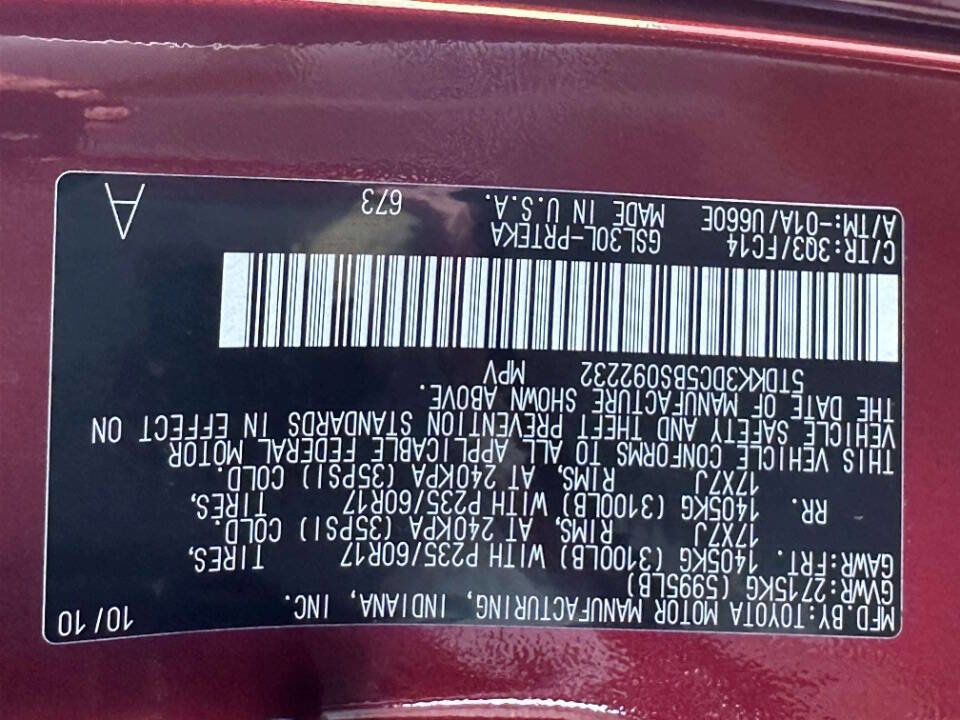 MFD.BY:TOYOTA MOTOR MANUFACTURING, INDIANA, INC. 10/10
GVWR:2715KG (5995LB)
GAWR:FRT. 1405KG (3100LB) WITH P235/60R17 TIRES,
17X7J RIMS, AT 240KPA (35PSI) COLD.
RR. 1405KG (3100LB) WITH P235/60R17 TIRES,
17X7J RIMS, AT 240KPA (35PSI) COLD.
THIS VEHICLE CONFORMS TO ALL APPLICABLE FEDERAL MOTOR
VEHICLE SAFETY AND THEFT PREVENTION STANDARDS IN EFFECT ON
THE DATE OF MANUFACTURE SHOWN ABOVE.
5TDKK3DC5BS092232 MPV
C/TR:3Q3/FC14 GSL30L-PRTEKA
A/TM:-01A/U660E MADE IN U.S.A. 673 A